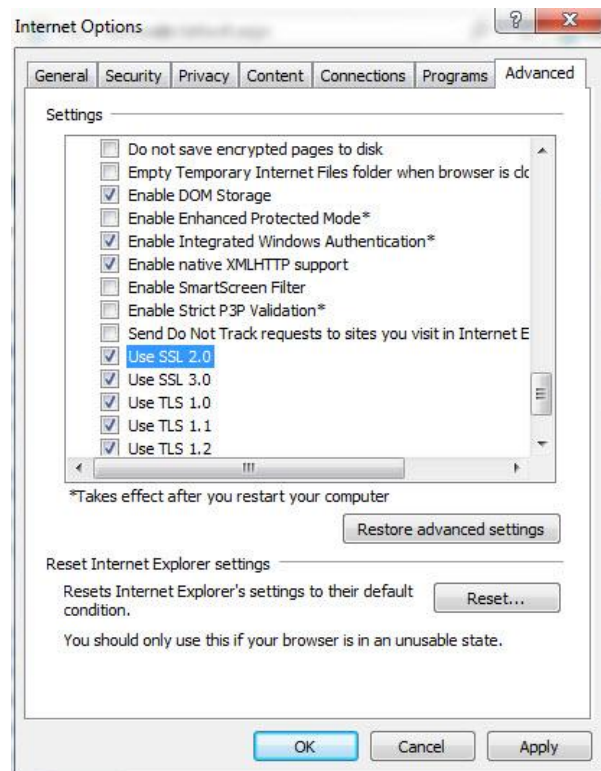 Internet Options
General Security Privacy Content Connections Programs Advanced
Settings
Do not save encrypted pages to disk
Empty Temporary Internet Files folder when browser is clo
Enable DOM Storage
Enable Enhanced Protected Mode*
Enable Integrated Windows Authentication*
Enable native XMLHTTP support
Enable SmartScreen Filter
Enable Strict P3P Validation*
Send Do Not Track requests to sites you visit in Internet E
Use SSL 2.0
Use SSL 3.0
Use TLS 1.0
Use TLS 1.1
Use TLS 1.2
*Takes effect after you restart your computer
Restore advanced settings
Reset Internet Explorer settings
Resets Internet Explorer's settings to their default
condition.
Reset...
You should only use this if your browser is in an unusable state.
OK Cancel Apply